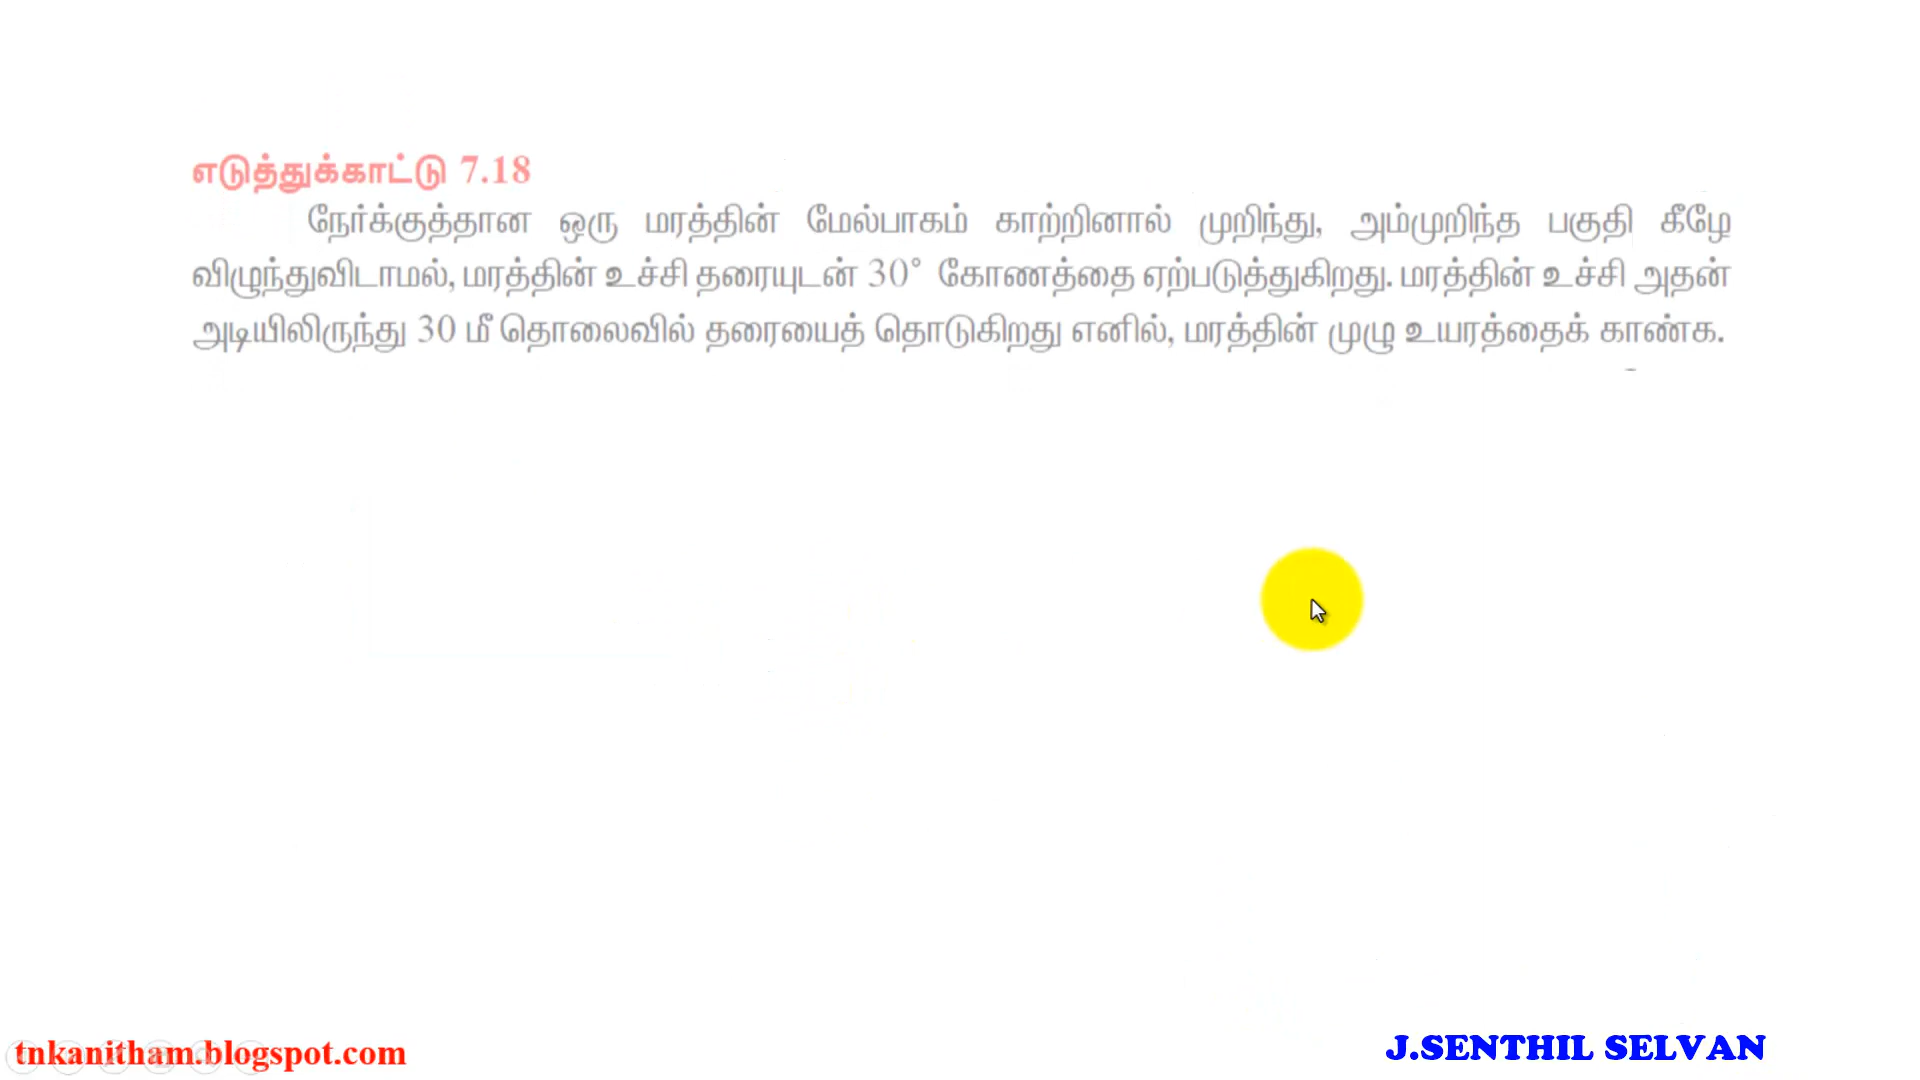 எடுத்துக்காட்டு 7.18
நேர்க்குத்தான ஒரு மரத்தின் மேல்பாகம் காற்றினால் முறிந்து, அம்முறிந்த பகுதி கீழே
விழுந்துவிடாமல், மரத்தின் உச்சி தரையுடன் 30° கோணத்தை ஏற்படுத்துகிறது. மரத்தின் உச்சி அதன்
அடியிலிருந்து 30 மீ தொலைவில் தரையைத் தொடுகிறது எனில், மரத்தின் முழு உயரத்தைக் காண்க.
tnkanitham.blogspot.com
J.SENTHIL SELVAN